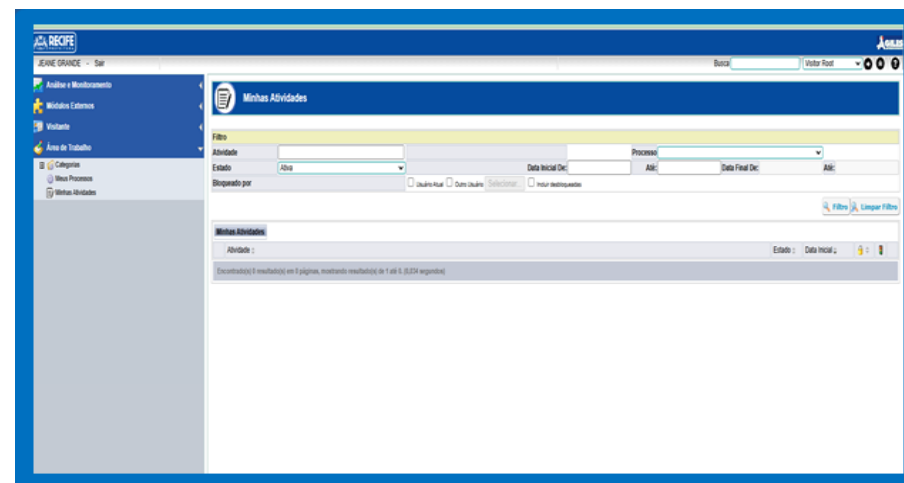 RECIFE
AGILES
JEANE GRANDE - Sair
Busca
Visitor Root
Análise e Monitoramento
Módulos Externos
Visitante
Área de Trabalho
Categorias
Meus Processos
Minhas Atividades
Minhas Atividades
Filtro
Atividade
Processo
Estado
Ativa
Data Inicial De:
Até:
Data Final De:
Até:
Bloqueado por
Usuário Atual
Outro Usuário
Selecionar...
Incluir desbloqueadas
Filtro
Limpar Filtro
Minhas Atividades
Atividade
Estado
Data Inicial
Encontrado(s) 0 resultado(s) em 0 páginas, mostrando resultado(s) de 1 até 0. (0,034 segundos)